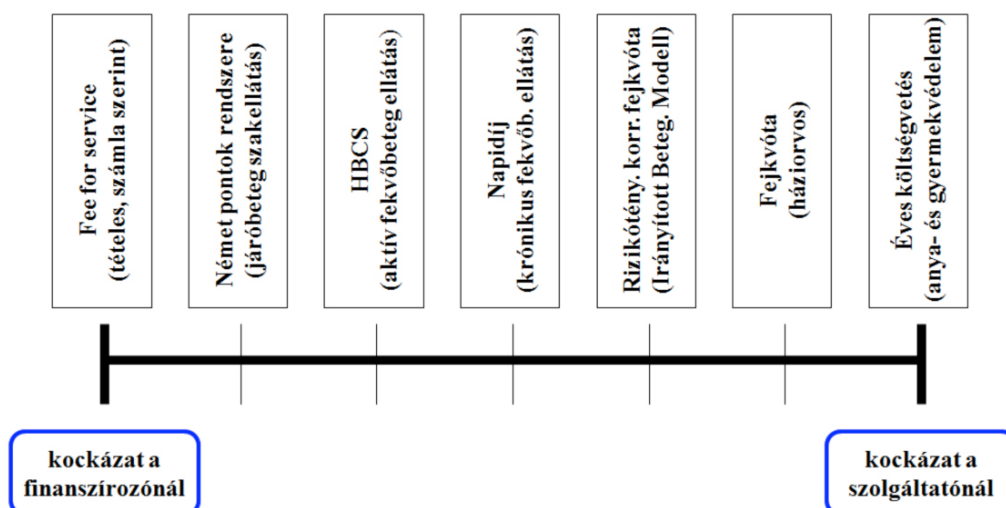 Fee for service
(tételes, számla szerint)
Német pontok rendszere
(járóbeteg szakellátás)
HBCS
(aktív fekvőbeteg ellátás)
Napidíj
(krónikus fekvőb. ellátás)
Rizikótény. korr. fejkvóta
(Irányított Beteg. Modell)
Fejkvóta
(háziorvos)
Éves költségvetés
(anya- és gyermekvédelem)
kockázat a
finanszírozónál
kockázat a
szolgáltatónál